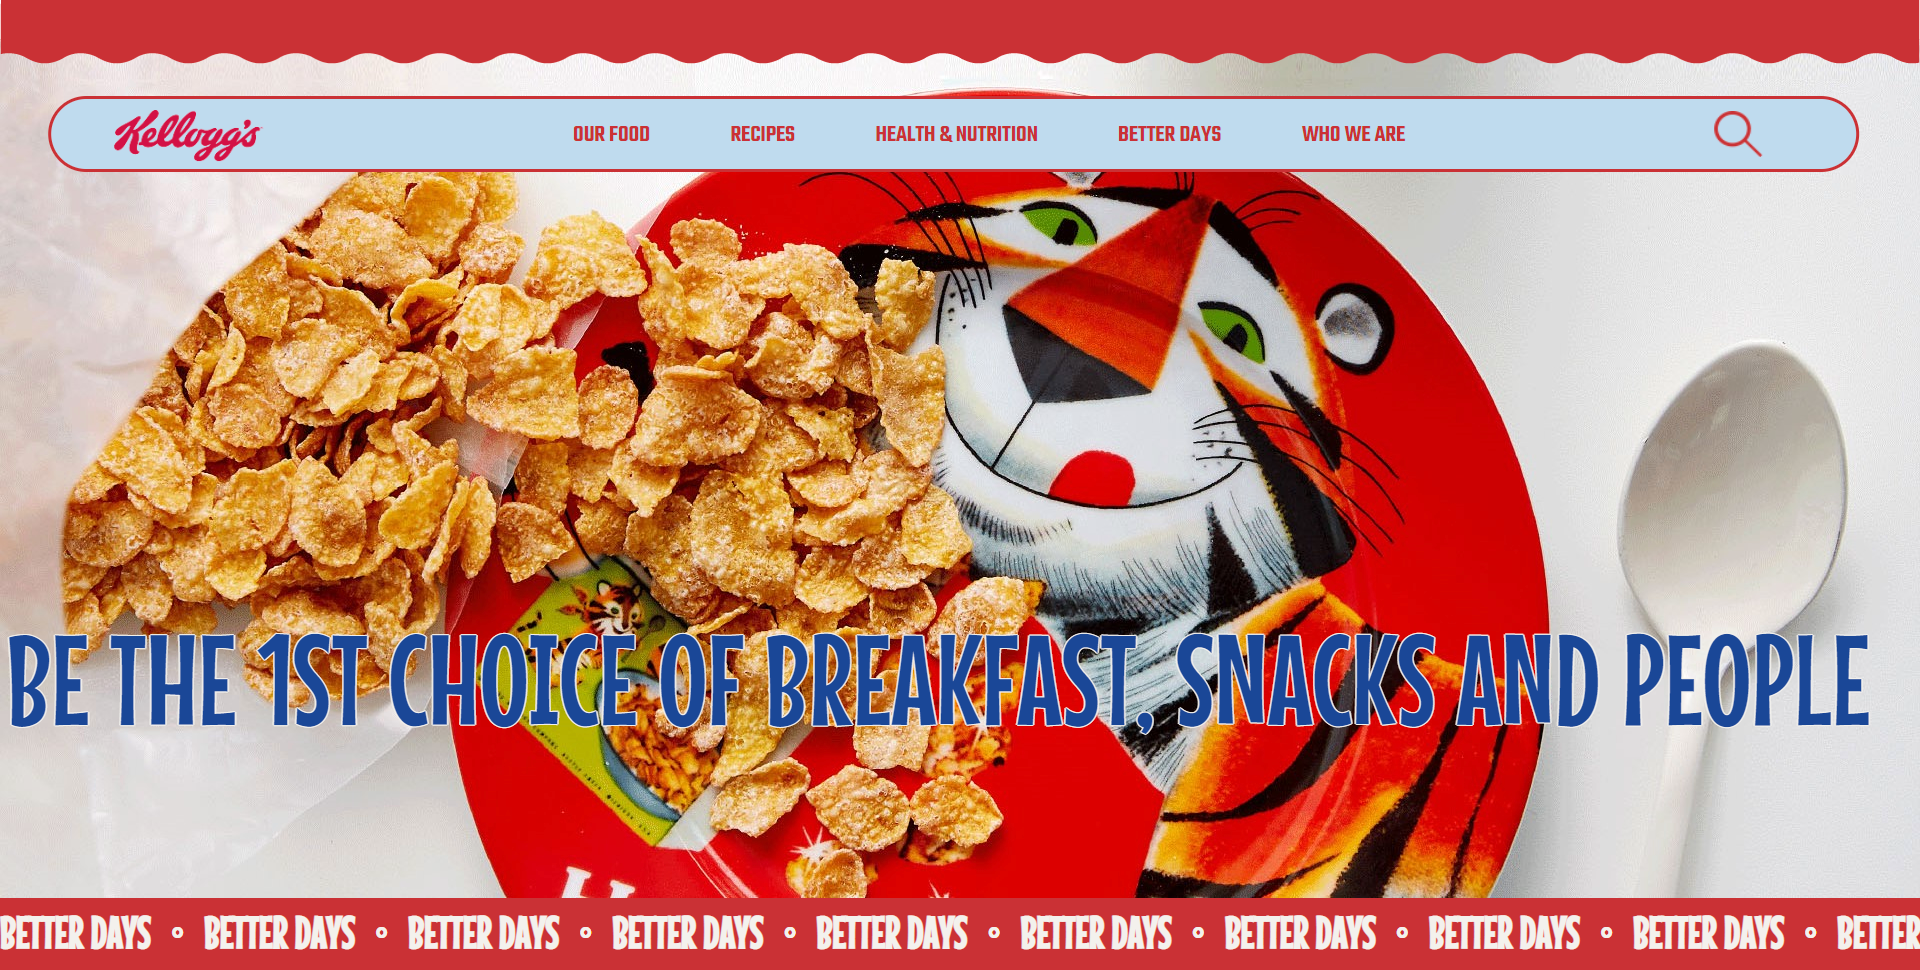 Kellogg's
OUR FOOD
RECIPES
HEALTH & NUTRITION
BETTER DAYS
WHO WE ARE
BE THE 1ST CHOICE OF BREAKFAST, SNACKS AND PEOPLE
BETTER DAYS ∘ BETTER DAYS ∘ BETTER DAYS ∘ BETTER DAYS ∘ BETTER DAYS ∘ BETTER DAYS ∘ BETTER DAYS ∘ BETTER DAYS ∘ BETTER DAYS ∘ BETTER